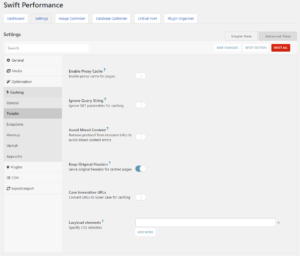 Swift Performance
Dashboard
Settings
Image Optimizer
Database Optimizer
Critical Font
Plugin Organizer
Settings
Simple View
Advanced View
Search
SAVE CHANGES
RESET SECTION
RESET ALL
General
Media
Optimization
Caching
General
Tweaks
Exceptions
Warmup
Varnish
Appcache
Plugins
CDN
Import/Export
Enable Proxy Cache ?
Enable proxy cache for pages.
Ignore Query String ?
Ignore GET parameters for caching.
Avoid Mixed Content ?
Remove protocol from resource URLs to
avoid mixed content errors
Keep Original Headers ?
Send original headers for cached pages
Case Insensitive URLs
Convert URLs to lower case for caching
Lazyload elements ?
Specify CSS selectors
ADD MORE